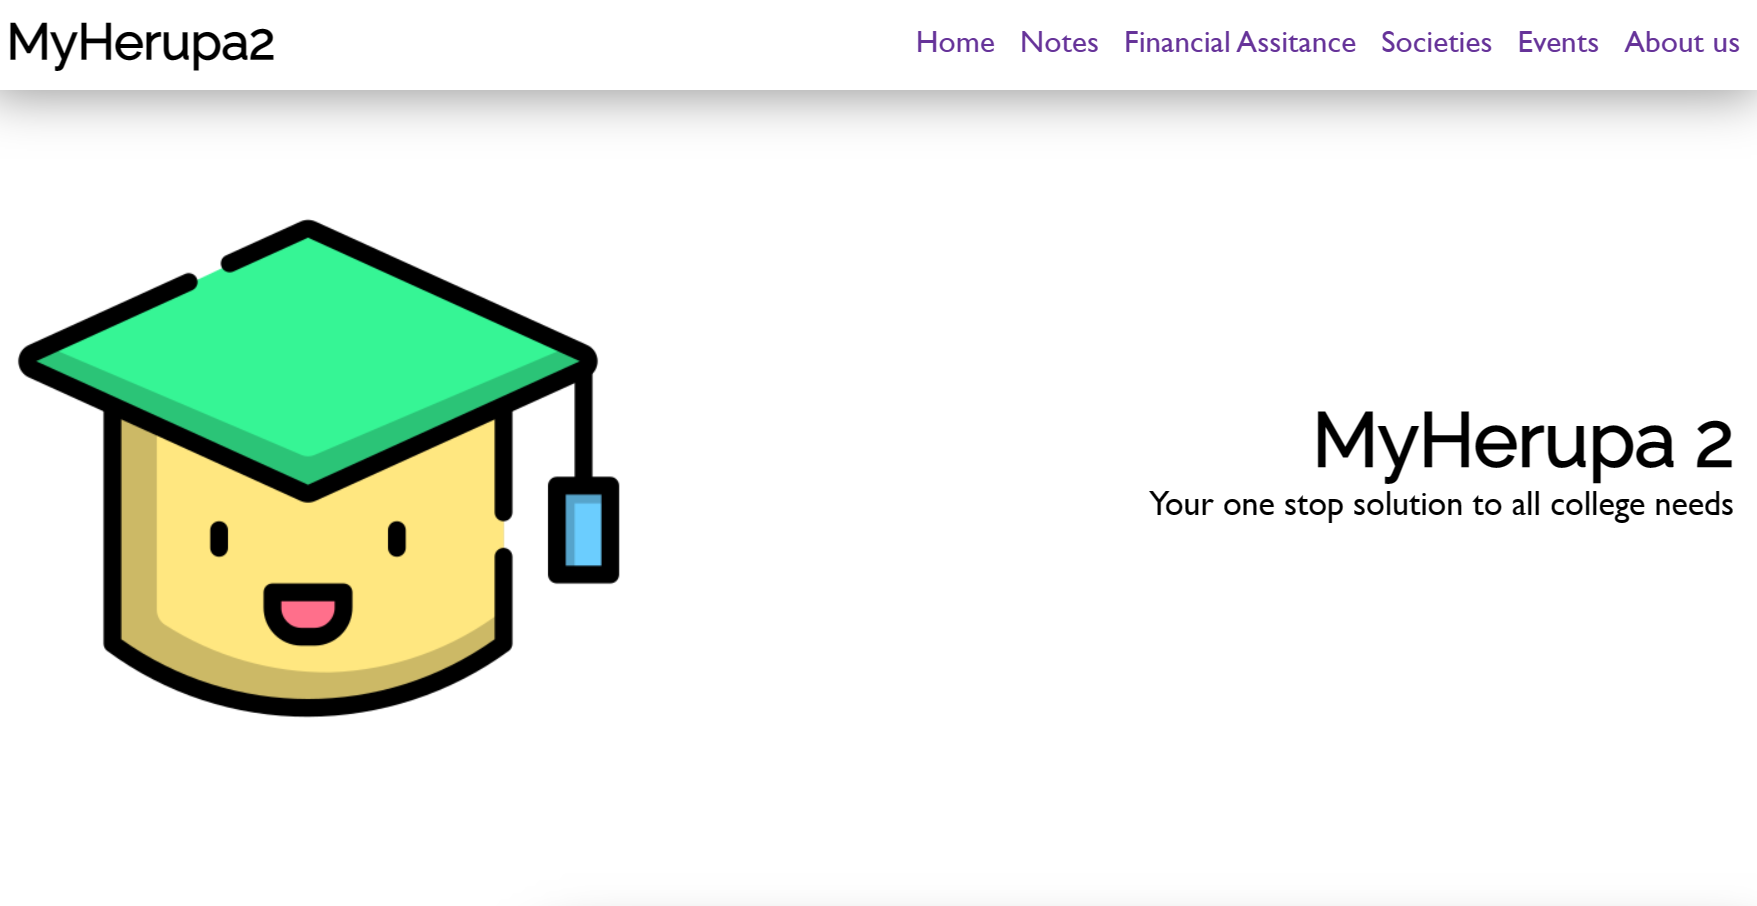 MyHerupa2
Home Notes Financial Assitance Societies Events About us
MyHerupa 2
Your one stop solution to all college needs